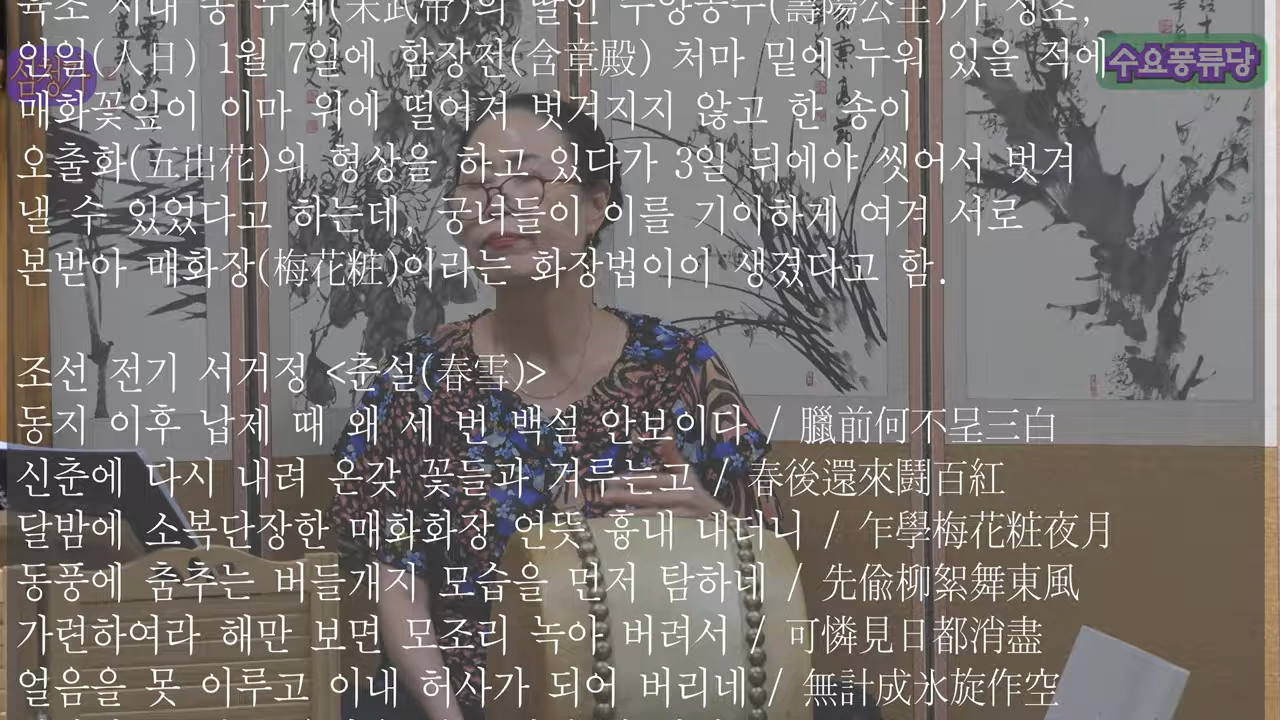 육조 시대 송 무제(宋武帝)의 딸인 수양공주(壽陽公主)가 정초,
인일(人日) 1월 7일에 함장전(含章殿) 처마 밑에 누워 있을 적에
수요풍류당
매화꽃잎이 이마 위에 떨어져 벗겨지지 않고 한 송이
오출화(五出花)의 형상을 하고 있다가 3일 뒤에야 씻어서 벗겨
낼 수 있었다고 하는데, 궁녀들이 이를 기이하게 여겨 서로
본받아 매화장(梅花粧)이라는 화장법이이 생겼다고 함.
조선 전기 서거정 <춘설(春雪)>
동지 이후 납제 때 왜 세 번 백설 안보이다 / 臘前何不呈三白
신춘에 다시 내려 온갖 꽃들과 겨루는고 / 春後還來鬪百紅
달밤에 소복단장한 매화화장 언뜻 흉내 내더니 / 乍學梅花粧夜月
동풍에 춤추는 버들개지 모습을 먼저 탐하네 / 先偸柳絮舞東風
가련하여라 해만 보면 모조리 녹아 버려서 / 可憐見日都消盡
얼음을 못 이루고 이내 허사가 되어 버리네 / 無計成氷旋作空